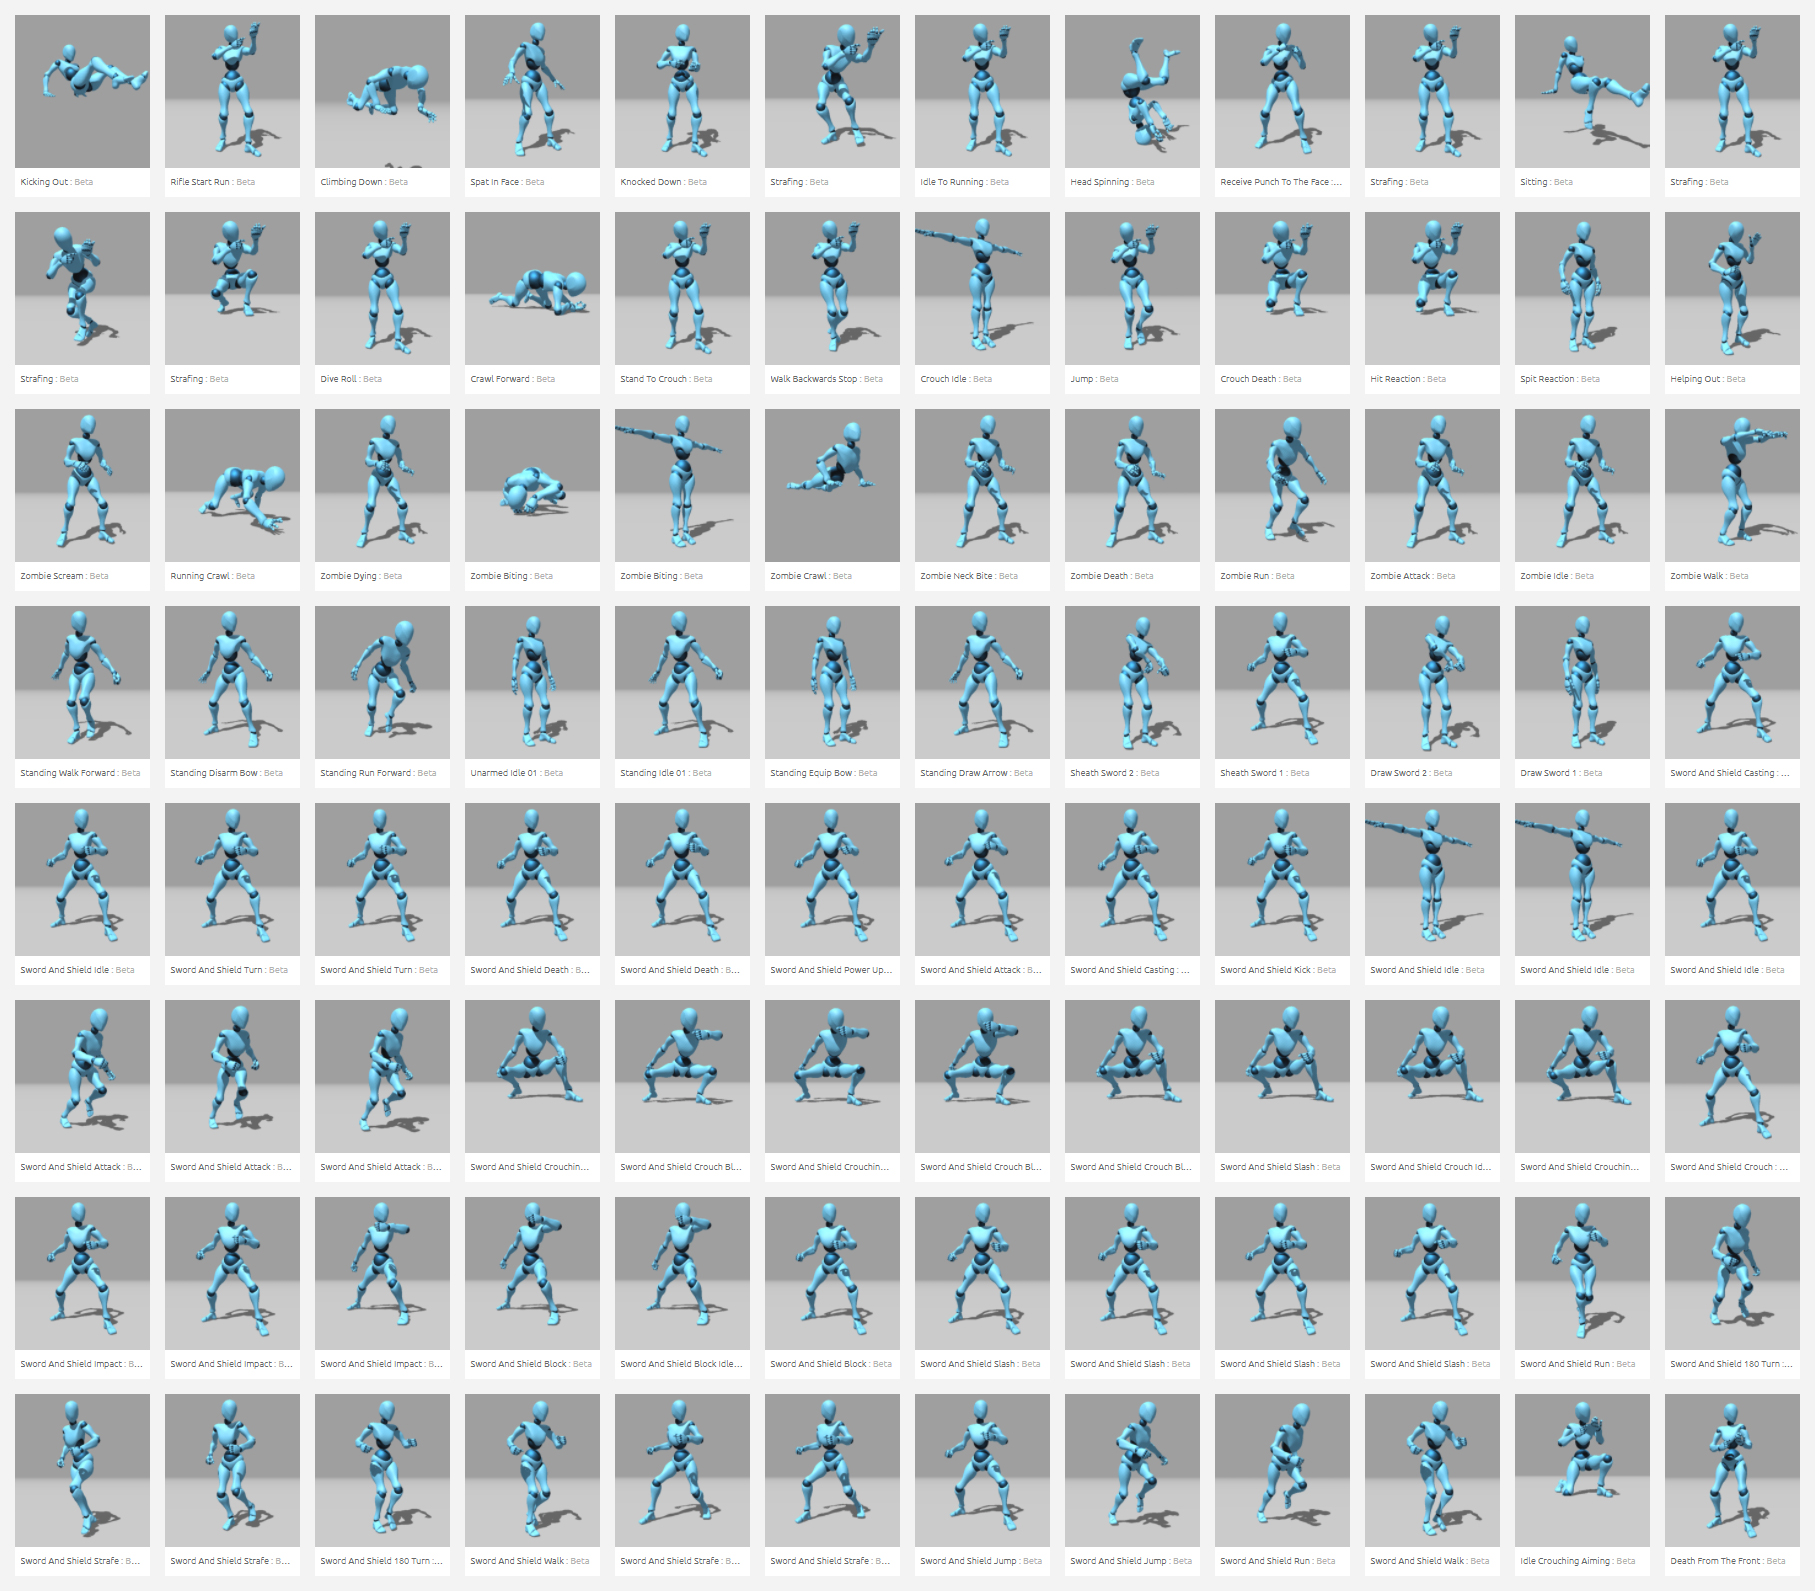 Kicking Out : Beta
Rifle Start Run : Beta
Climbing Down : Beta
Spat In Face : Beta
Knocked Down : Beta
Strafing : Beta
Idle To Running : Beta
Head Spinning : Beta
Receive Punch To The Face :...
Strafing : Beta
Sitting : Beta
Strafing : Beta
Strafing : Beta
Strafing : Beta
Dive Roll : Beta
Crawl Forward : Beta
Stand To Crouch : Beta
Walk Backwards Stop : Beta
Crouch Idle : Beta
Jump : Beta
Crouch Death : Beta
Hit Reaction : Beta
Spit Reaction : Beta
Helping Out : Beta
Zombie Scream : Beta
Running Crawl : Beta
Zombie Dying : Beta
Zombie Biting : Beta
Zombie Biting : Beta
Zombie Crawl : Beta
Zombie Neck Bite : Beta
Zombie Death : Beta
Zombie Run : Beta
Zombie Attack : Beta
Zombie Idle : Beta
Zombie Walk : Beta
Standing Walk Forward : Beta
Standing Disarm Bow : Beta
Standing Run Forward : Beta
Unarmed Idle 01 : Beta
Standing Idle 01 : Beta
Standing Equip Bow : Beta
Standing Draw Arrow : Beta
Sheath Sword 2 : Beta
Sheath Sword 1 : Beta
Draw Sword 2 : Beta
Draw Sword 1 : Beta
Sword And Shield Casting : ...
Sword And Shield Idle : Beta
Sword And Shield Turn : Beta
Sword And Shield Turn : Beta
Sword And Shield Death : B...
Sword And Shield Death : B...
Sword And Shield Power Up...
Sword And Shield Attack : B...
Sword And Shield Casting : ...
Sword And Shield Kick : Beta
Sword And Shield Idle : Beta
Sword And Shield Idle : Beta
Sword And Shield Idle : Beta
Sword And Shield Attack : B...
Sword And Shield Attack : B...
Sword And Shield Attack : B...
Sword And Shield Crouchin...
Sword And Shield Crouch Bl...
Sword And Shield Crouchin...
Sword And Shield Crouch Bl...
Sword And Shield Crouch Bl...
Sword And Shield Slash : Beta
Sword And Shield Crouch Id...
Sword And Shield Crouchin...
Sword And Shield Crouch : ...
Sword And Shield Impact : B...
Sword And Shield Impact : B...
Sword And Shield Impact : B...
Sword And Shield Block : Beta
Sword And Shield Block Idle...
Sword And Shield Block : Beta
Sword And Shield Slash : Beta
Sword And Shield Slash : Beta
Sword And Shield Slash : Beta
Sword And Shield Slash : Beta
Sword And Shield Run : Beta
Sword And Shield 180 Turn :...
Sword And Shield Strafe : B...
Sword And Shield Strafe : B...
Sword And Shield 180 Turn :...
Sword And Shield Walk : Beta
Sword And Shield Strafe : B...
Sword And Shield Strafe : B...
Sword And Shield Jump : Beta
Sword And Shield Jump : Beta
Sword And Shield Run : Beta
Sword And Shield Walk : Beta
Idle Crouching Aiming : Beta
Death From The Front : Beta